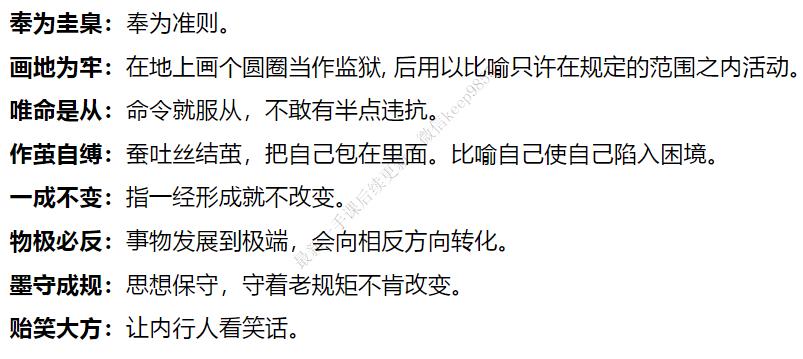 奉为圭臬：奉为准则。
画地为牢：在地上画个圆圈当作监狱, 后用以比喻只许在规定的范围之内活动。
唯命是从：命令就服从，不敢有半点违抗。
作茧自缚：蚕吐丝结茧，把自己包在里面。比喻自己使自己陷入困境。
一成不变：指一经形成就不改变。
物极必反：事物发展到极端，会向相反方向转化。
墨守成规：思想保守，守着老规矩不肯改变。
贻笑大方：让内行人看笑话。